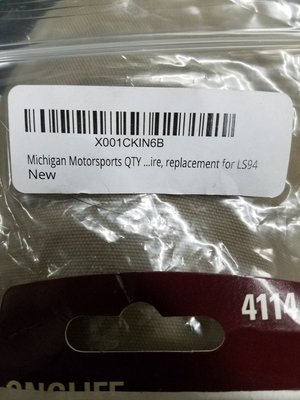 X001CKIN6B
Michigan Motorsports QTY ...ire, replacement for LS94
New
4114